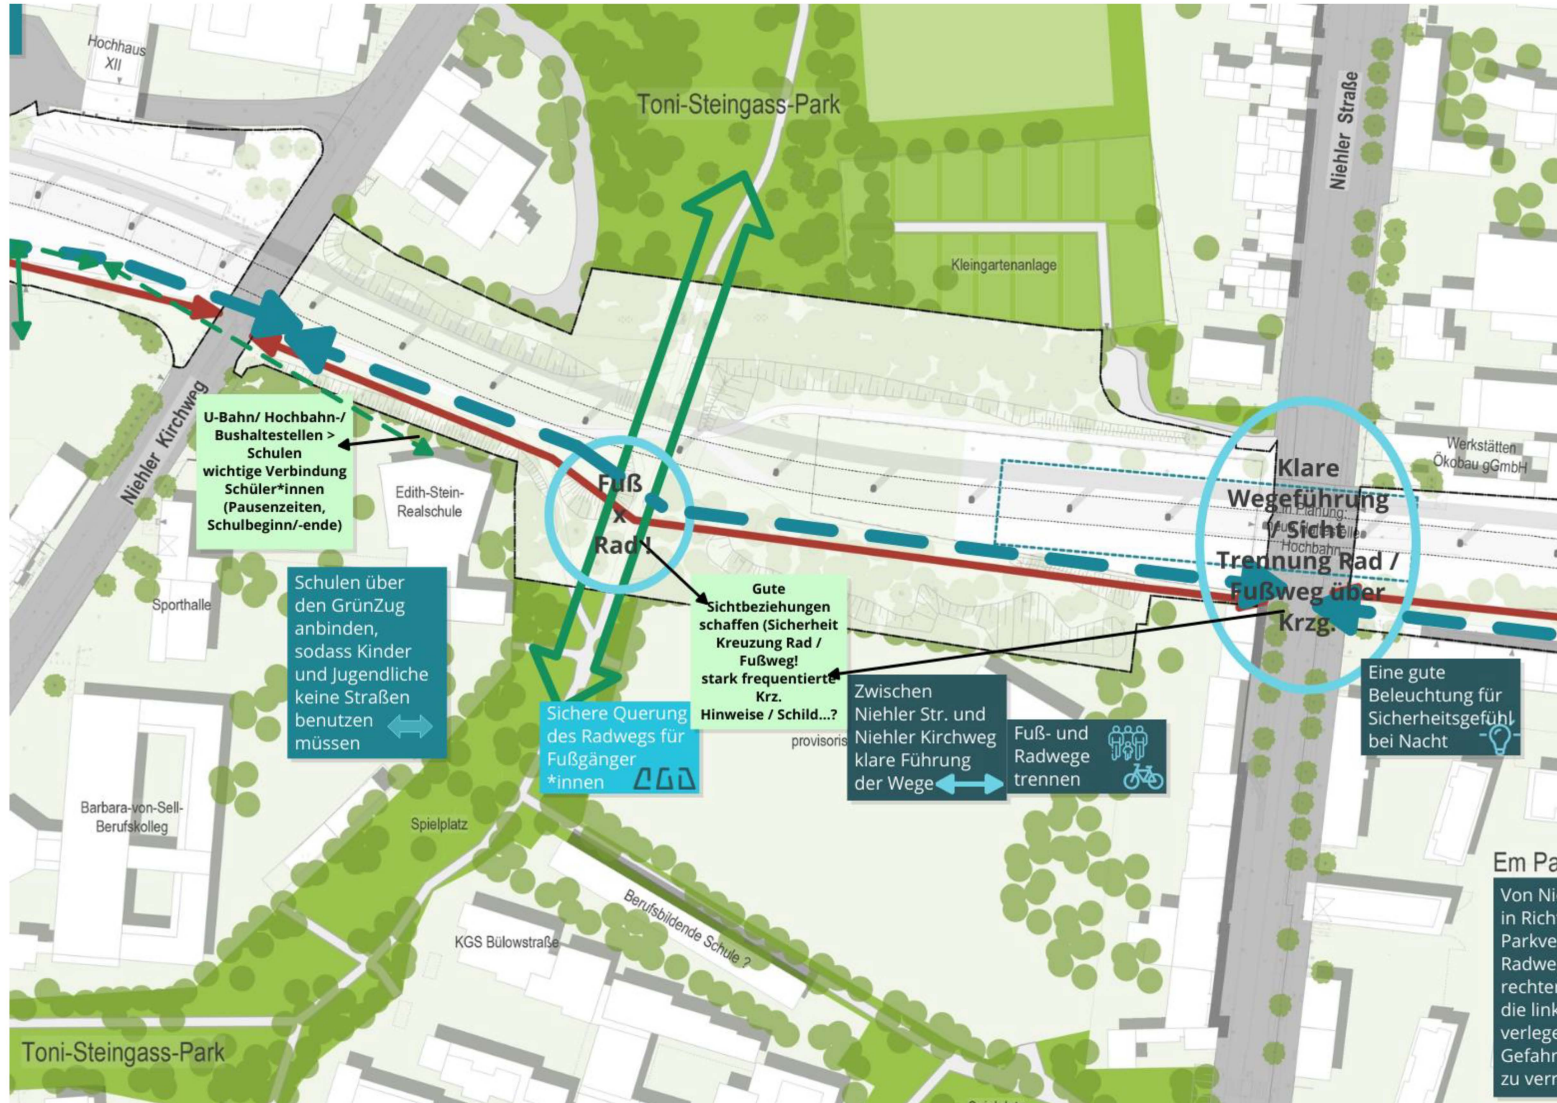 Hochhaus
XII
Toni-Steingass-Park
Niehler Straße
Kleingartenanlage
Niehler Kirchweg
U-Bahn/ Hochbahn-/
Bushaltestellen >
Schulen
wichtige Verbindung
Schüler*innen
(Pausenzeiten,
Schulbeginn/-ende)
Edith-Stein-
Realschule
Fuß
x
Rad!
Klare
Wegeführung
/ Sicht
Trennung Rad /
Fußweg über
Krzg.
in Planung:
Hochbahn
Werkstätten
Ökobau gGmbH
Sporthalle
Schulen über
den GrünZug
anbinden,
sodass Kinder
und Jugendliche
keine Straßen
benutzen
müssen
Gute
Sichtbeziehungen
schaffen (Sicherheit
Kreuzung Rad /
Fußweg!
stark frequentierte
Krz.
Hinweise / Schild...?
Sichere Querung
des Radwegs für
Fußgänger
*innen
provisoris
Zwischen
Niehler Str. und
Niehler Kirchweg
klare Führung
der Wege
Fuß- und
Radwege
trennen
Eine gute
Beleuchtung für
Sicherheitsgefühl
bei Nacht
Barbara-von-Sell-
Berufskolleg
Spielplatz
Berufsbildende Schule ?
KGS Bülowstraße
Toni-Steingass-Park
Em Pa
Von Ni
in Rich
Parkve
Radwe
rechter
die link
verlege
Gefahr
zu verr